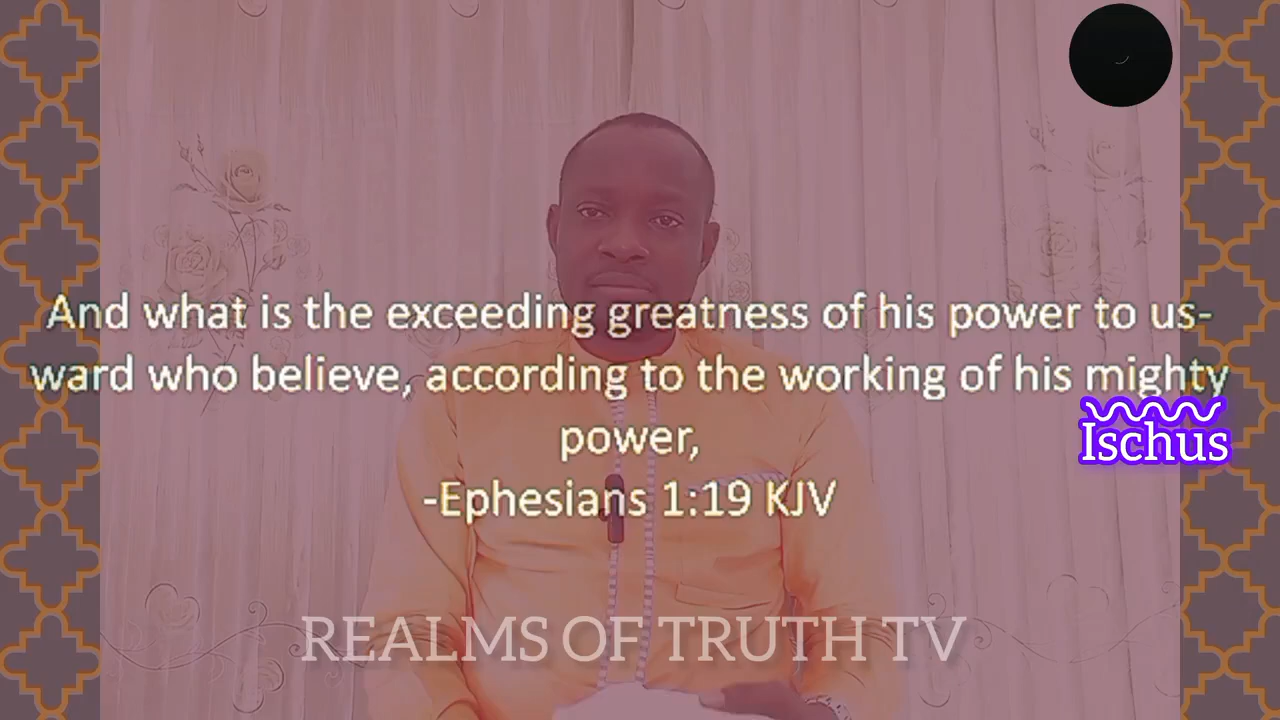 And what is the exceeding greatness of his power to us-
ward who believe, according to the working of his mighty
Ischus
power,
-Ephesians 1:19 KJV
REALMS OF TRUTH TV